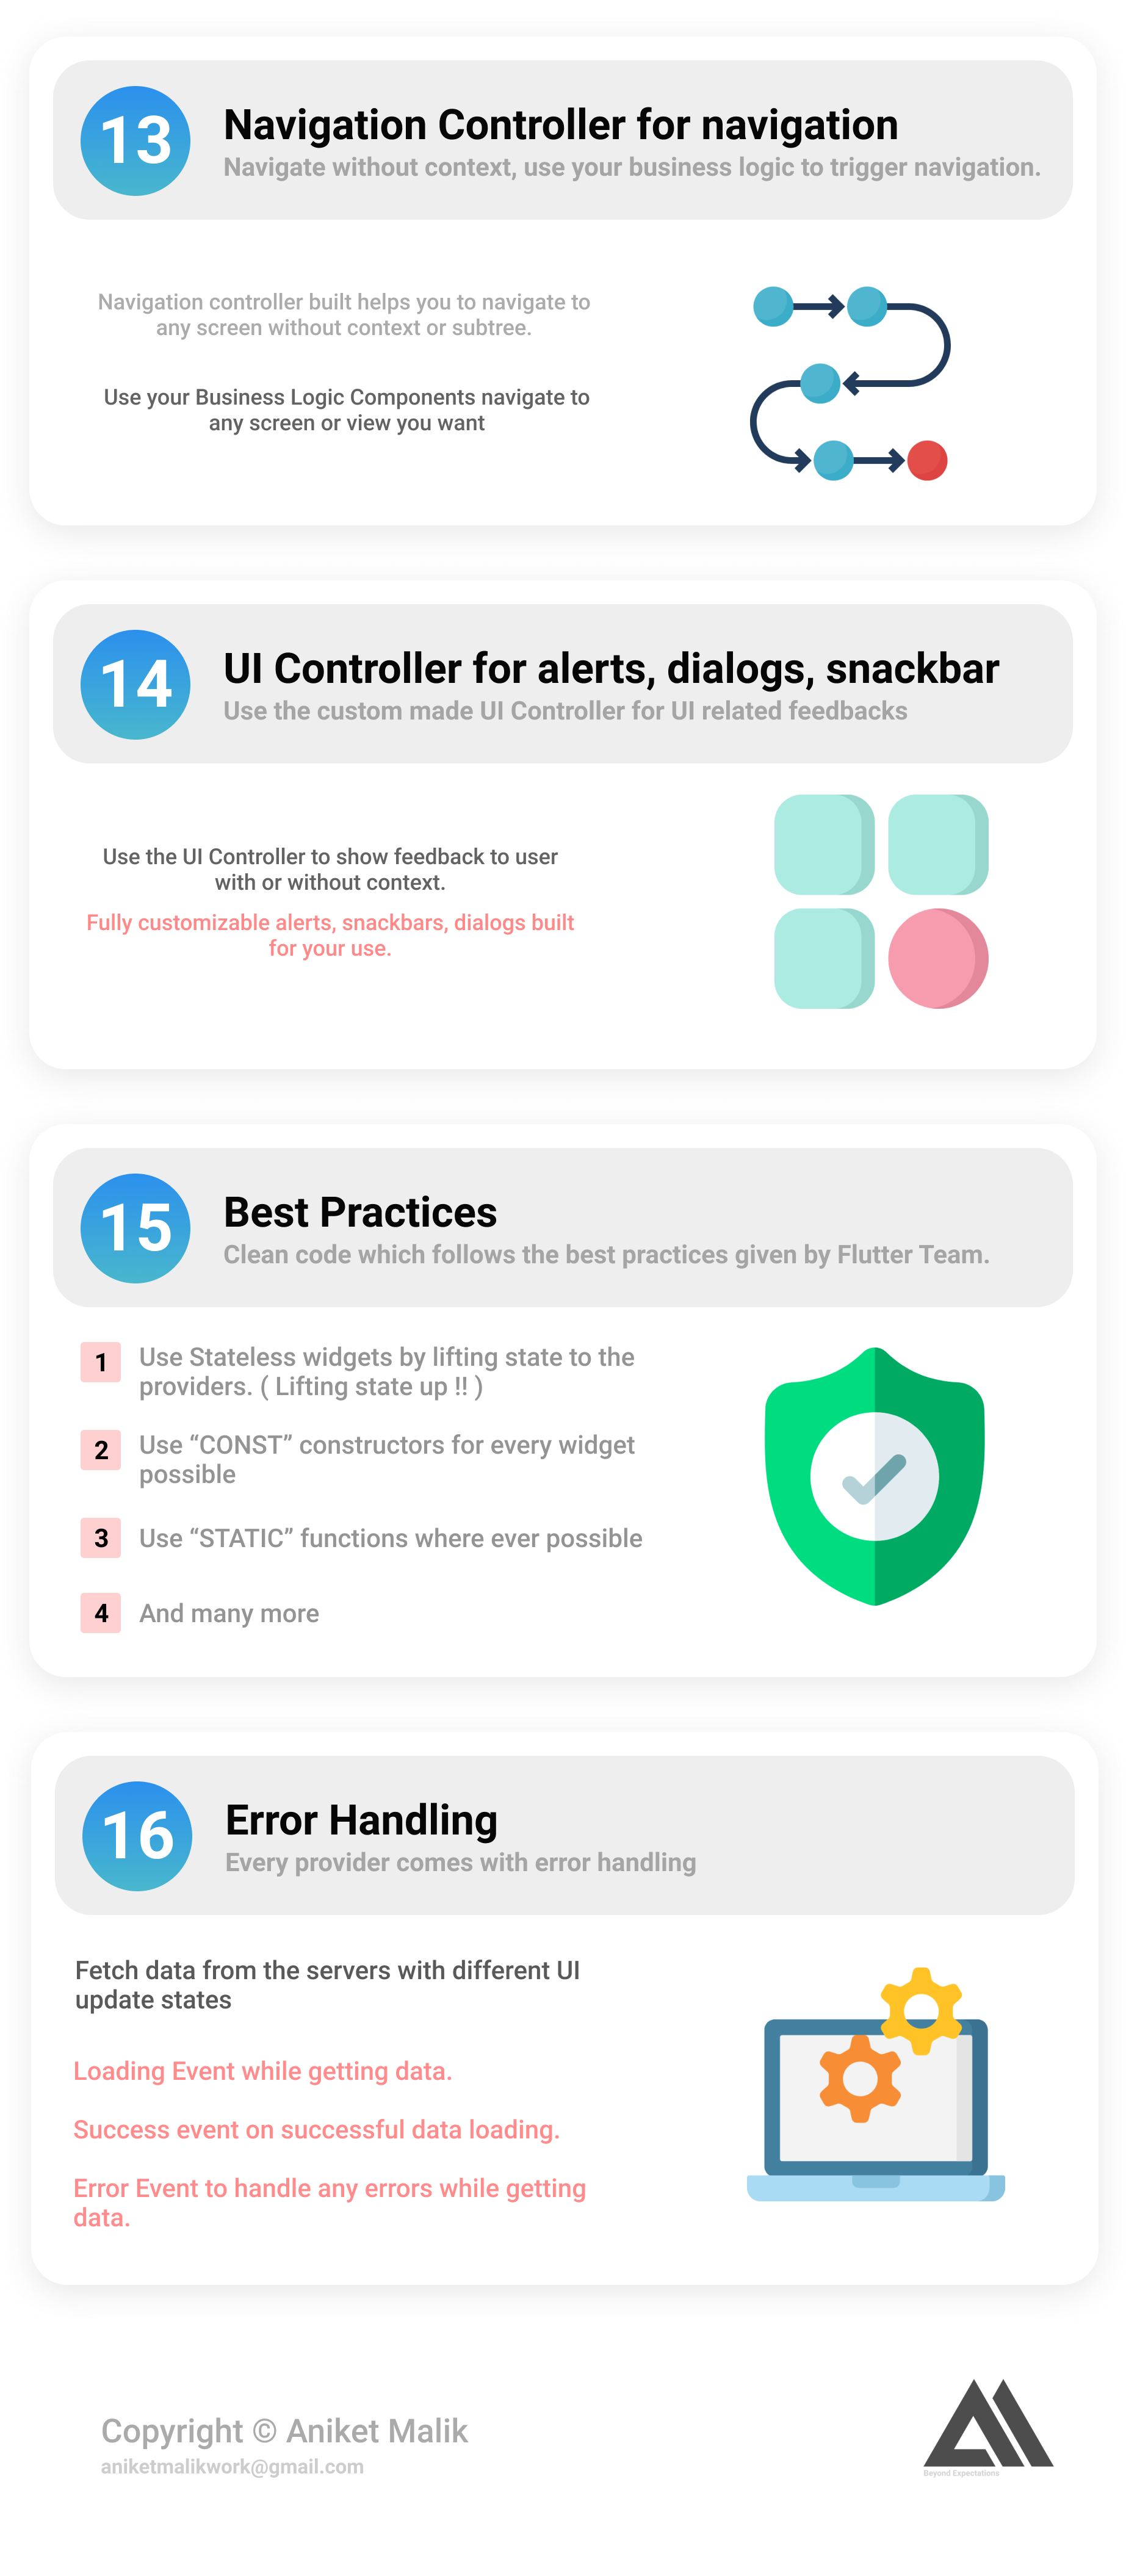 13
Navigation Controller for navigation
Navigate without context, use your business logic to trigger navigation.
Navigation controller built helps you to navigate to
any screen without context or subtree.
Use your Business Logic Components navigate to
any screen or view you want
14
UI Controller for alerts, dialogs, snackbar
Use the custom made UI Controller for UI related feedbacks
Use the UI Controller to show feedback to user
with or without context.
Fully customizable alerts, snackbars, dialogs built
for your use.
15
Best Practices
Clean code which follows the best practices given by Flutter Team.
1 Use Stateless widgets by lifting state to the
providers. ( Lifting state up !! )
2 Use “CONST” constructors for every widget
possible
3 Use “STATIC” functions where ever possible
4 And many more
16
Error Handling
Every provider comes with error handling
Fetch data from the servers with different UI
update states
Loading Event while getting data.
Success event on successful data loading.
Error Event to handle any errors while getting
data.
Copyright © Aniket Malik
aniketmalikwork@gmail.com
Beyond Expectations